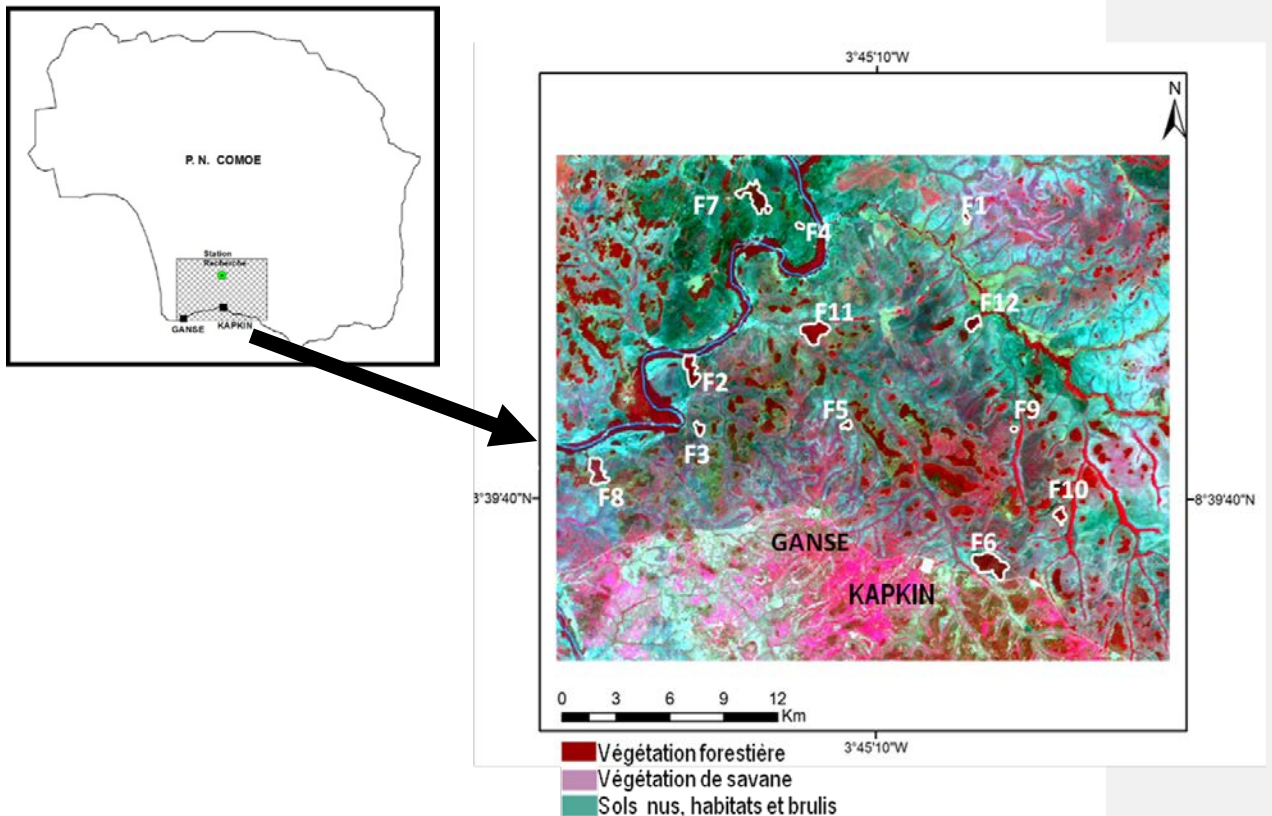 P. N. COMOE
Station
Recherche
GANSE
KAPKIN
3°45'10"W
N
F7
F4
F1
F11
F12
F2
F5
F9
F3
F8
F10
8°39'40"N
8°39'40"N
GANSE
F6
KAPKIN
0 3 6 9 12
Km
3°45'10"W
Végétation forestière
Végétation de savane
Sols nus, habitats et brulis